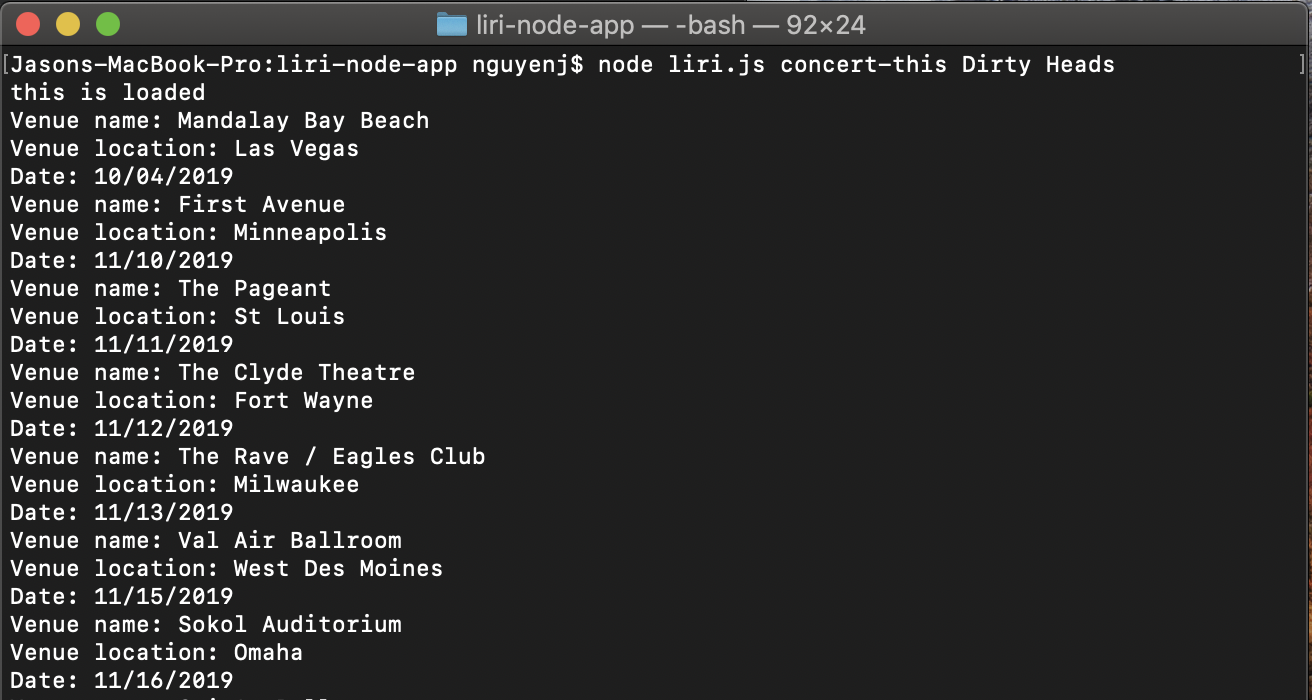 liri-node-app — -bash — 92×24
[Jasons-MacBook-Pro:liri-node-app nguyenj$ node liri.js concert-this Dirty Heads ]
this is loaded
Venue name: Mandalay Bay Beach
Venue location: Las Vegas
Date: 10/04/2019
Venue name: First Avenue
Venue location: Minneapolis
Date: 11/10/2019
Venue name: The Pageant
Venue location: St Louis
Date: 11/11/2019
Venue name: The Clyde Theatre
Venue location: Fort Wayne
Date: 11/12/2019
Venue name: The Rave / Eagles Club
Venue location: Milwaukee
Date: 11/13/2019
Venue name: Val Air Ballroom
Venue location: West Des Moines
Date: 11/15/2019
Venue name: Sokol Auditorium
Venue location: Omaha
Date: 11/16/2019